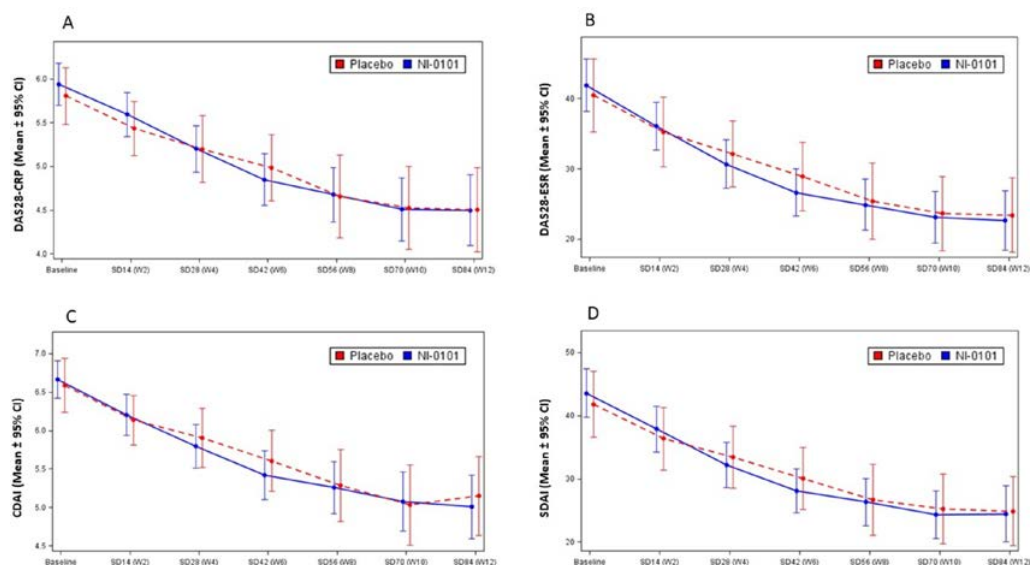 A
DAS28-CRP (Mean ± 95% CI)
Placebo NI-0101
6.0
5.5
5.0
4.5
4.0
Baseline SD14 (W2) SD28 (W4) SD42 (W6) SD56 (W8) SD70 (W10) SD84 (W12)
B
DAS28-ESR (Mean ± 95% CI)
Placebo NI-0101
40
30
20
Baseline SD14 (W2) SD28 (W4) SD42 (W6) SD56 (W8) SD70 (W10) SD84 (W12)
C
CDAI (Mean ± 95% CI)
Placebo NI-0101
7.0
6.5
6.0
5.5
5.0
4.5
Baseline SD14 (W2) SD28 (W4) SD42 (W6) SD56 (W8) SD70 (W10) SD84 (W12)
D
SDAI (Mean ± 95% CI)
Placebo NI-0101
50
40
30
20
Baseline SD14 (W2) SD28 (W4) SD42 (W6) SD56 (W8) SD70 (W10) SD84 (W12)